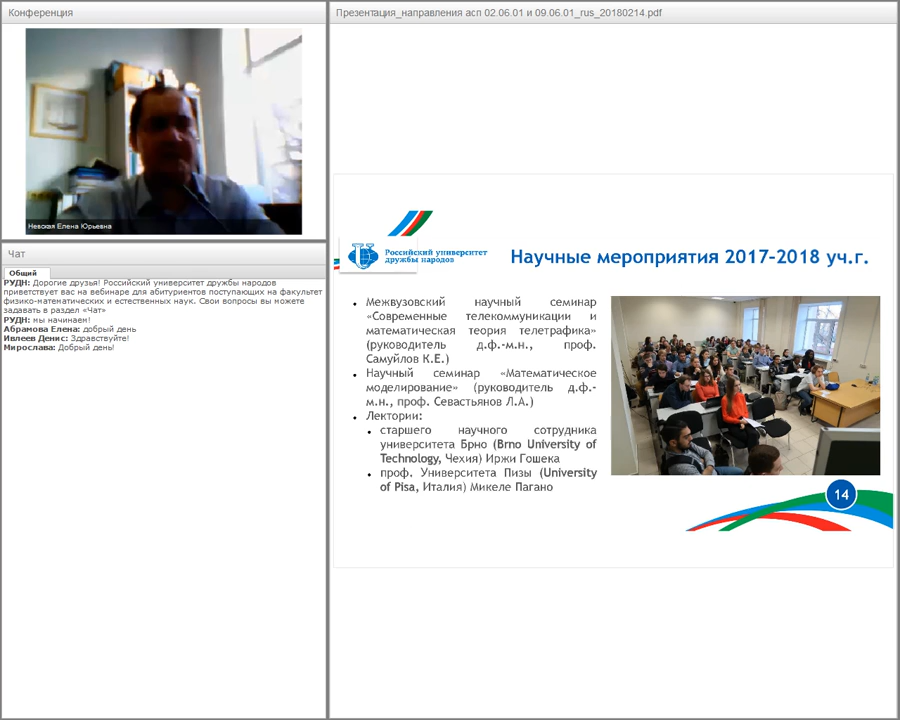 Конференция
Невская Елена Юрьевна
Чат
Общий
РУДН: Дорогие друзья! Российский университет дружбы народов
приветствует вас на вебинаре для абитуриентов поступающих на факультет
физико-математических и естественных наук. Свои вопросы вы можете
задавать в раздел «Чат»
РУДН: мы начинаем!
Абрамова Елена: добрый день
Ивлеев Денис: Здравствуйте!
Мирослава: Добрый день!
Презентация_направления асп 02.06.01 и 09.06.01_rus_20180214.pdf
Российский университет
дружбы народов
Научные мероприятия 2017-2018 уч.г.
• Межвузовский научный семинар
«Современные телекоммуникации и
математическая теория телетрафика»
(руководитель д.ф.-м.н., проф.
Самуйлов К.Е.)
• Научный семинар «Математическое
моделирование» (руководитель д.ф.-
м.н., проф. Севастьянов Л.А.)
• Лектории:
• старшего научного сотрудника
университета Брно (Brno University of
Technology, Чехия) Иржи Гошека
• проф. Университета Пизы (University
of Pisa, Италия) Микеле Пагано
14